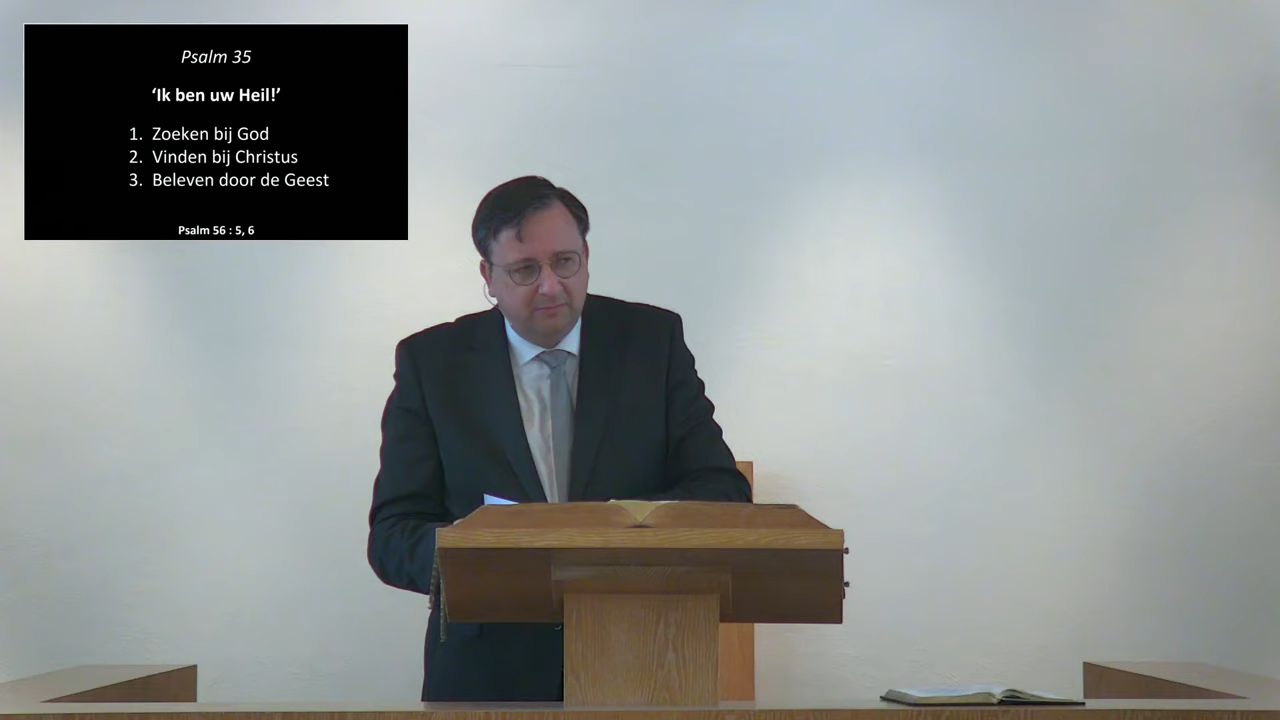 Psalm 35
‘Ik ben uw Heil!’
1. Zoeken bij God
2. Vinden bij Christus
3. Beleven door de Geest
Psalm 56 : 5, 6